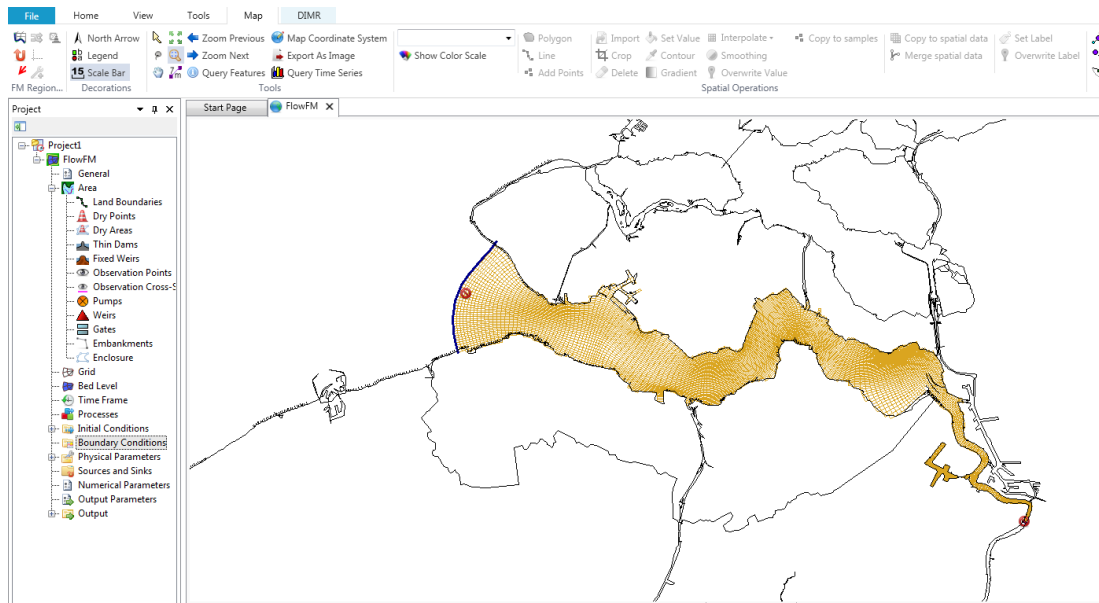 File Home View Tools Map DIMR
North Arrow Zoom Previous Map Coordinate System Polygon Import Set Value Interpolate Copy to samples Copy to spatial data Set Label
Legend Zoom Next Export As Image Show Color Scale Line Crop Contour Smoothing Merge spatial data Overwrite Label
15 Scale Bar Query Features Query Time Series Add Points Delete Gradient Overwrite Value
FM Region... Decorations Tools Spatial Operations
Project Start Page FlowFM
Project1
FlowFM
General
Area
Land Boundaries
Dry Points
Dry Areas
Thin Dams
Fixed Weirs
Observation Points
Observation Cross-S
Pumps
Weirs
Gates
Embankments
Enclosure
Grid
Bed Level
Time Frame
Processes
Initial Conditions
Boundary Conditions
Physical Parameters
Sources and Sinks
Numerical Parameters
Output Parameters
Output